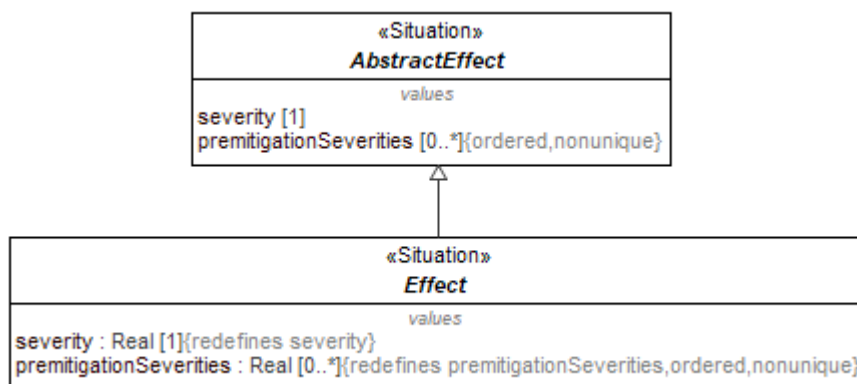 «Situation»
AbstractEffect
values
severity [1]
premitigationSeverities [0..*]{ordered,nonunique}
«Situation»
Effect
values
severity : Real [1]{redefines severity}
premitigationSeverities : Real [0..*]{redefines premitigationSeverities,ordered,nonunique}